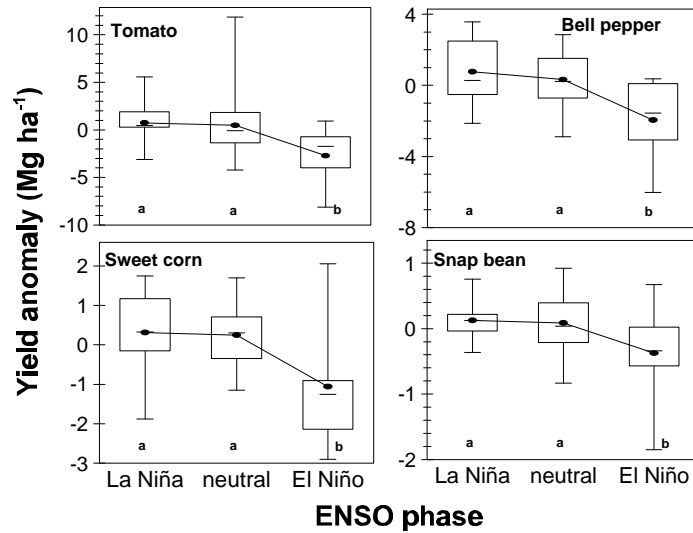 Yield anomaly (Mg ha-1)
Tomato
10
5
0
-5
-10
a a b
Bell pepper
4
0
-4
-8
a a b
Sweet corn
2
1
0
-1
-2
-3
a a b
Snap bean
1
0
-1
-2
a a b
La Niña neutral El Niño
La Niña neutral El Niño
ENSO phase